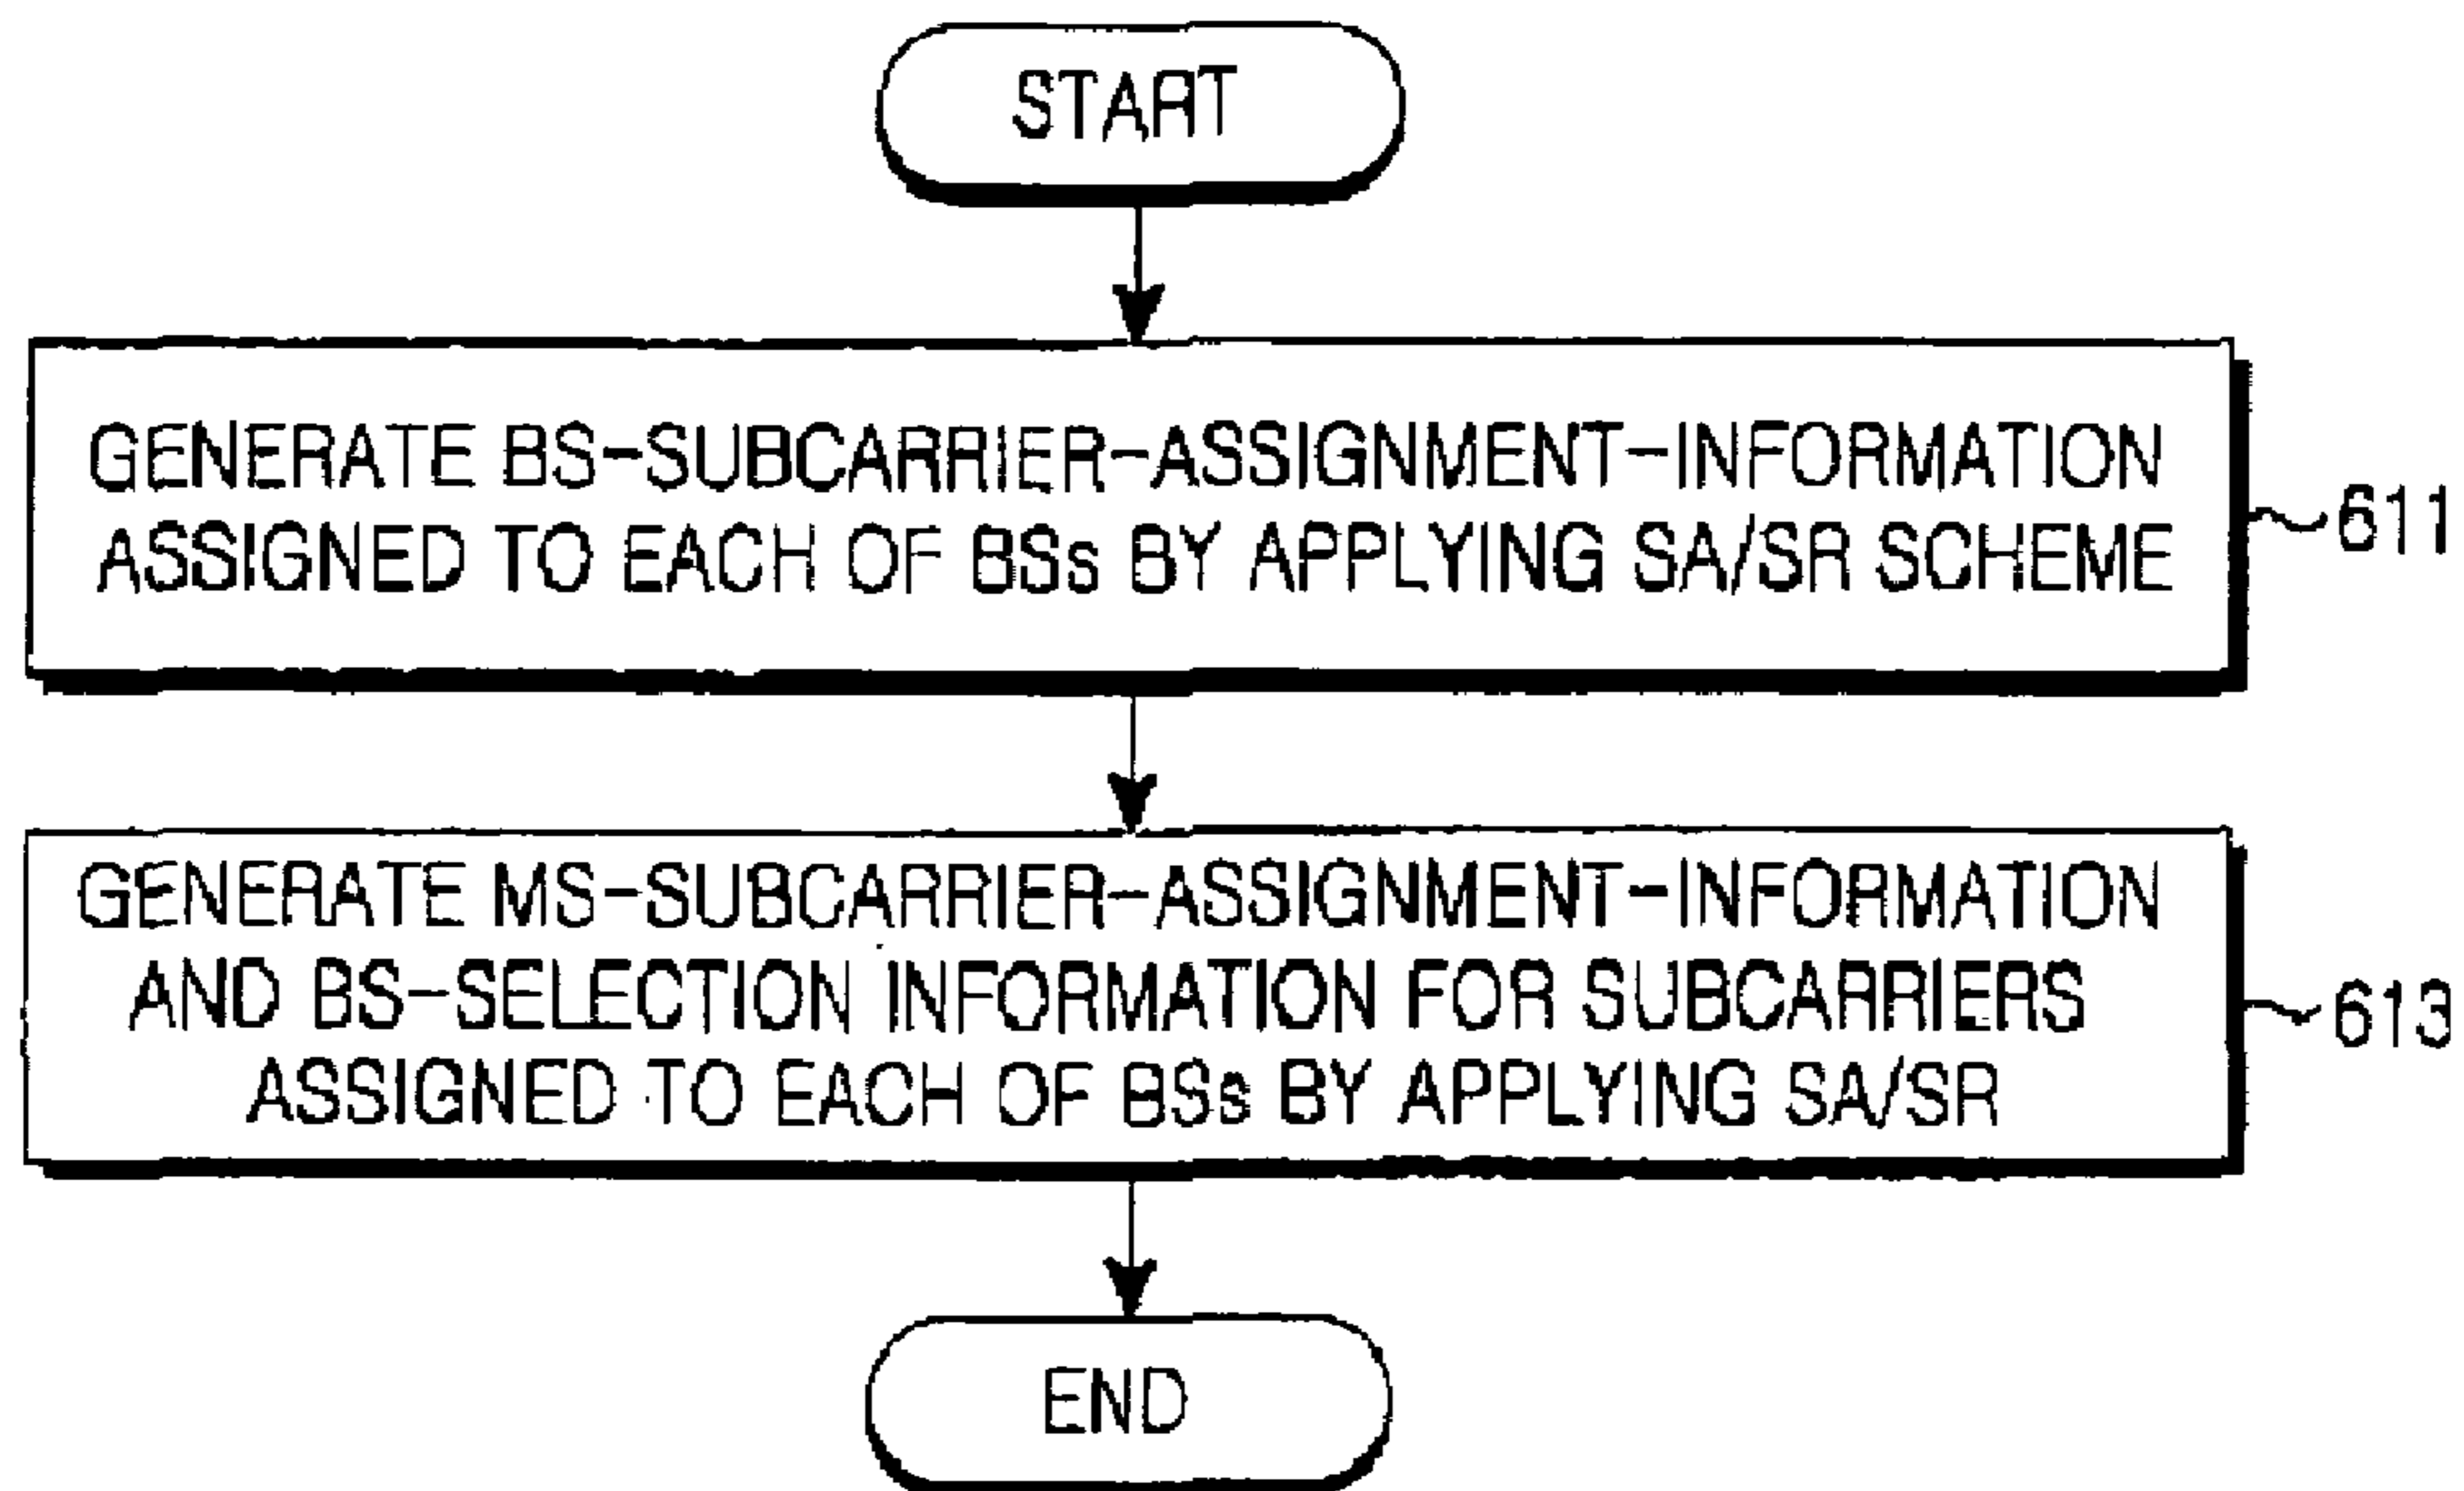 START
GENERATE BS-SUBCARRIER-ASSIGNMENT-INFORMATION
ASSIGNED TO EACH OF BSs BY APPLYING SA/SR SCHEME
611
GENERATE MS-SUBCARRIER-ASSIGNMENT-INFORMATION
AND BS-SELECTION INFORMATION FOR SUBCARRIERS
ASSIGNED TO EACH OF BSs BY APPLYING SA/SR
613
END